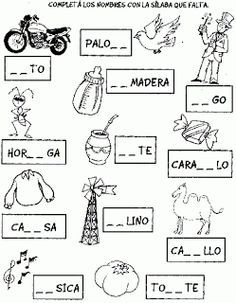 COMPLETÁ LOS NOMBRES CON LA SÍLABA QUE FALTA.
PALO_ _
_ _TO
_ _MADERA
_ _GO
HOR_ _GA
_ _TE
CARA_ _LO
CA_ _SA
_ _LINO
CA_ _LLO
_ _SICA
TO_ _TE